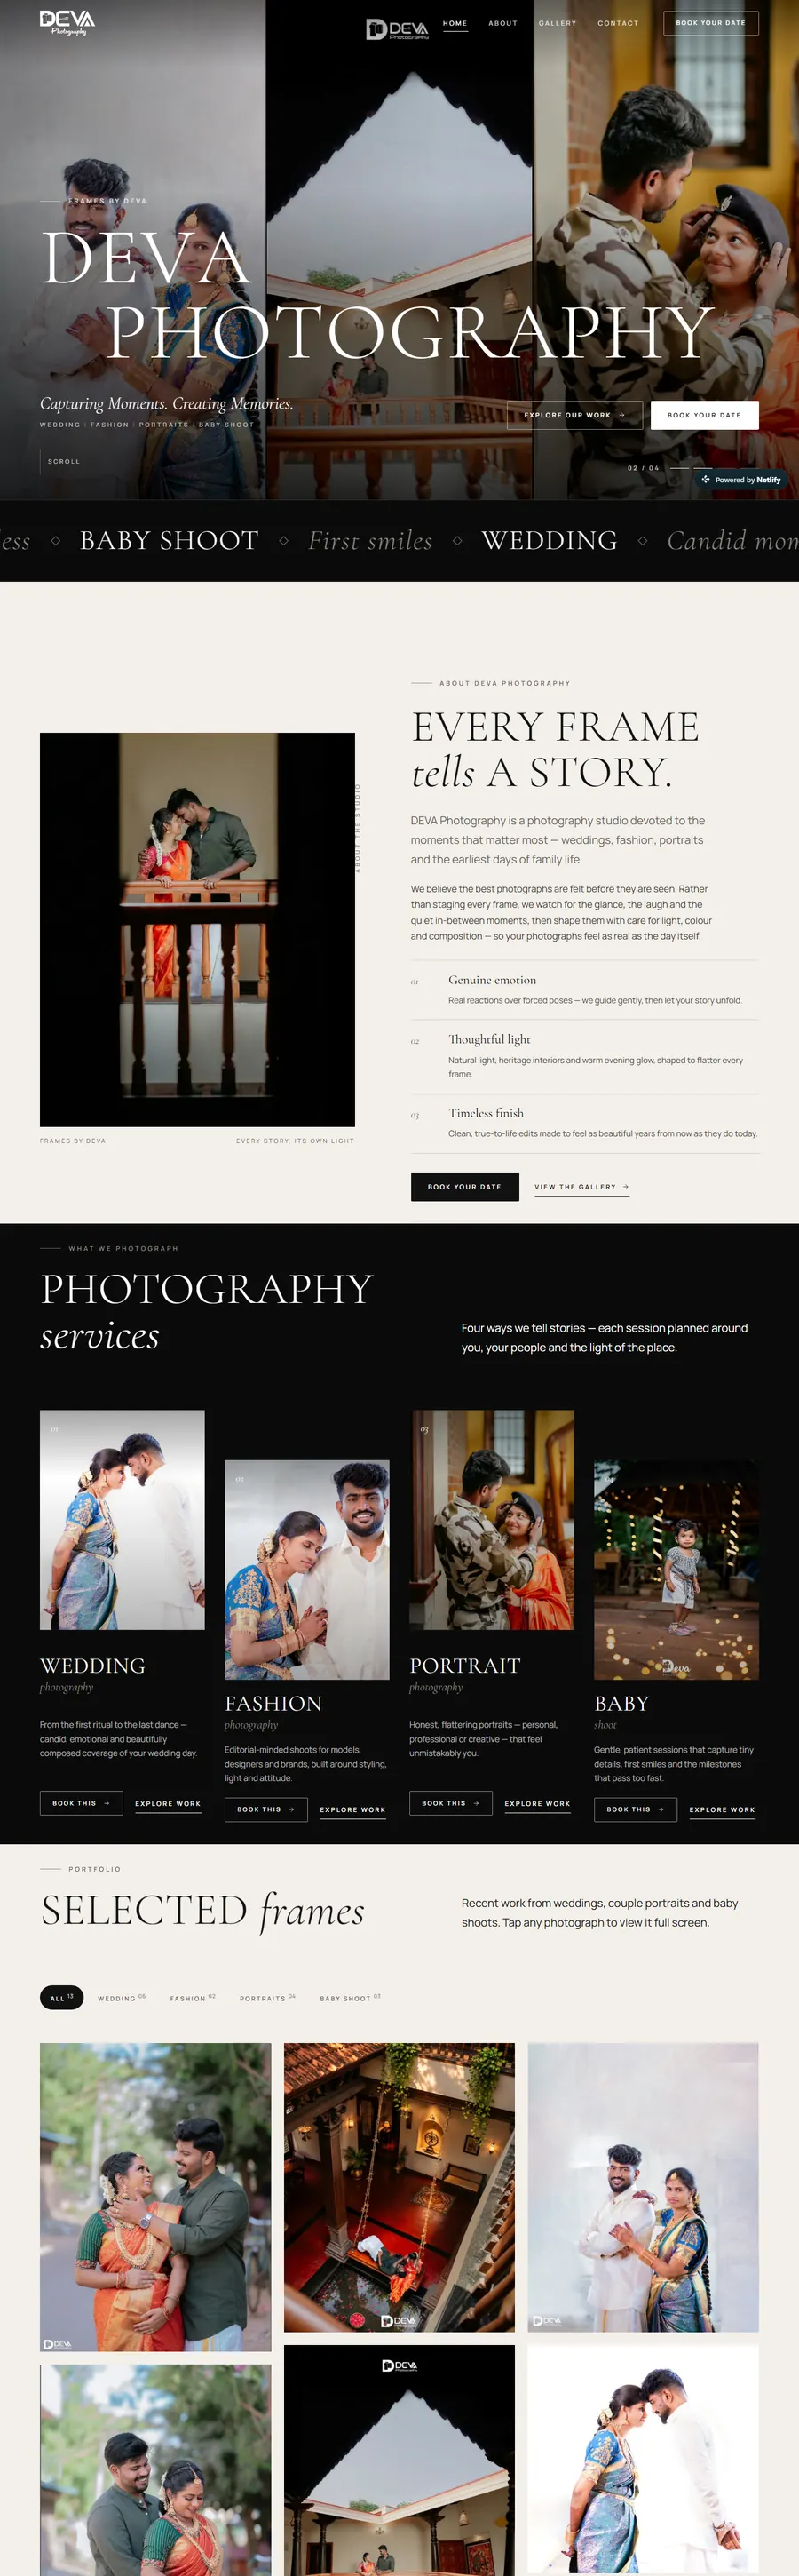 DEVA
Photography
DEVA
Photography
HOME
ABOUT
GALLERY
CONTACT
BOOK YOUR DATE
FRAMES BY DEVA
DEVA
PHOTOGRAPHY
Capturing Moments. Creating Memories.
WEDDING | FASHION | PORTRAITS | BABY SHOOT
EXPLORE OUR WORK →
BOOK YOUR DATE
SCROLL
02 / 04
Powered by Netlify
less ◇ BABY SHOOT ◇ First smiles ◇ WEDDING ◇ Candid mom
ABOUT DEVA PHOTOGRAPHY
EVERY FRAME
tells A STORY.
ABOUT THE STUDIO
DEVA Photography is a photography studio devoted to the
moments that matter most — weddings, fashion, portraits
and the earliest days of family life.
We believe the best photographs are felt before they are seen. Rather
than staging every frame, we watch for the glance, the laugh and the
quiet in-between moments, then shape them with care for light, colour
and composition — so your photographs feel as real as the day itself.
01
Genuine emotion
Real reactions over forced poses — we guide gently, then let your story unfold.
02
Thoughtful light
Natural light, heritage interiors and warm evening glow, shaped to flatter every
frame.
03
Timeless finish
Clean, true-to-life edits made to feel as beautiful years from now as they do today.
FRAMES BY DEVA
EVERY STORY, ITS OWN LIGHT
BOOK YOUR DATE
VIEW THE GALLERY →
WHAT WE PHOTOGRAPH
PHOTOGRAPHY
services
Four ways we tell stories — each session planned around
you, your people and the light of the place.
01
WEDDING
photography
From the first ritual to the last dance —
candid, emotional and beautifully
composed coverage of your wedding day.
BOOK THIS →
EXPLORE WORK
02
FASHION
photography
Editorial-minded shoots for models,
designers and brands, built around styling,
light and attitude.
BOOK THIS →
EXPLORE WORK
03
PORTRAIT
photography
Honest, flattering portraits — personal,
professional or creative — that feel
unmistakably you.
BOOK THIS →
EXPLORE WORK
Deva
BABY
shoot
Gentle, patient sessions that capture tiny
details, first smiles and the milestones
that pass too fast.
BOOK THIS →
EXPLORE WORK
PORTFOLIO
SELECTED frames
Recent work from weddings, couple portraits and baby
shoots. Tap any photograph to view it full screen.
ALL 13
WEDDING 06
FASHION 02
PORTRAITS 04
BABY SHOOT 03
DEVA
DEVA
DEVA
DEVA
Photography